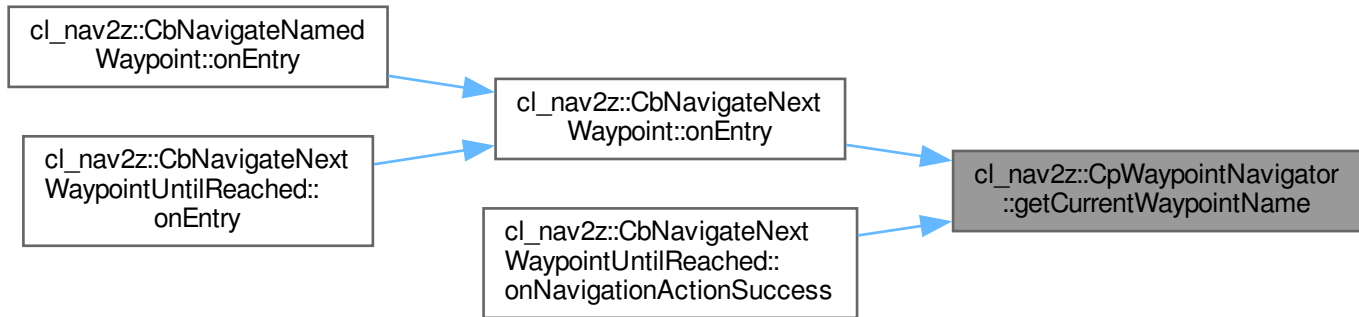 cl_nav2z::CbNavigateNamed
Waypoint::onEntry
cl_nav2z::CbNavigateNext
WaypointUntilReached::
onEntry
cl_nav2z::CbNavigateNext
Waypoint::onEntry
cl_nav2z::CbNavigateNext
WaypointUntilReached::
onNavigationActionSuccess
cl_nav2z::CpWaypointNavigator
::getCurrentWaypointName